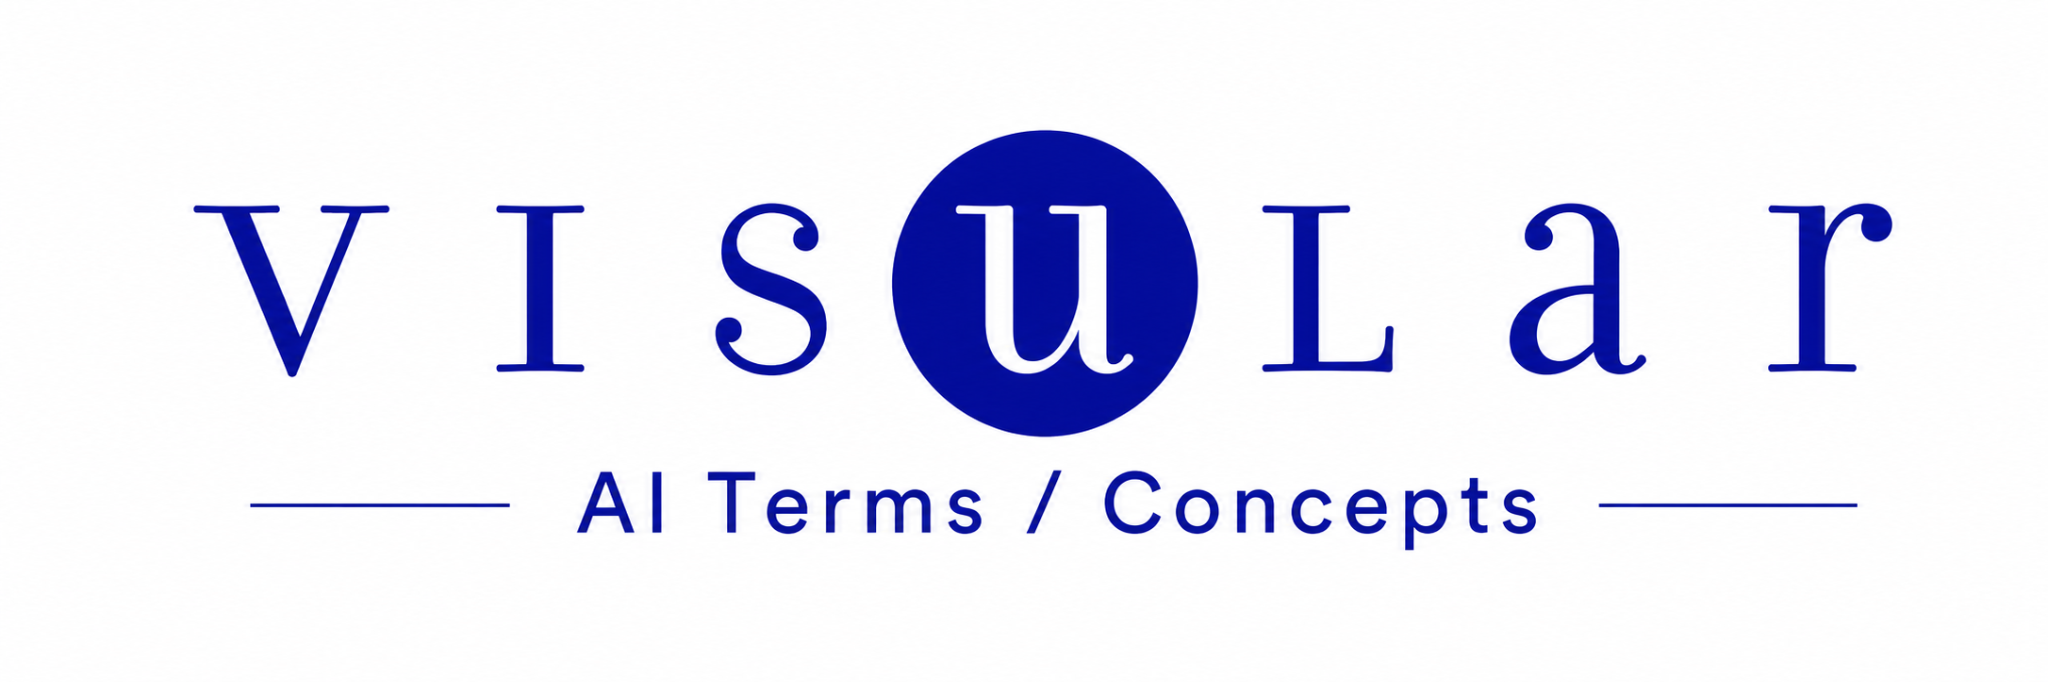 VISuLar
AI Terms / Concepts